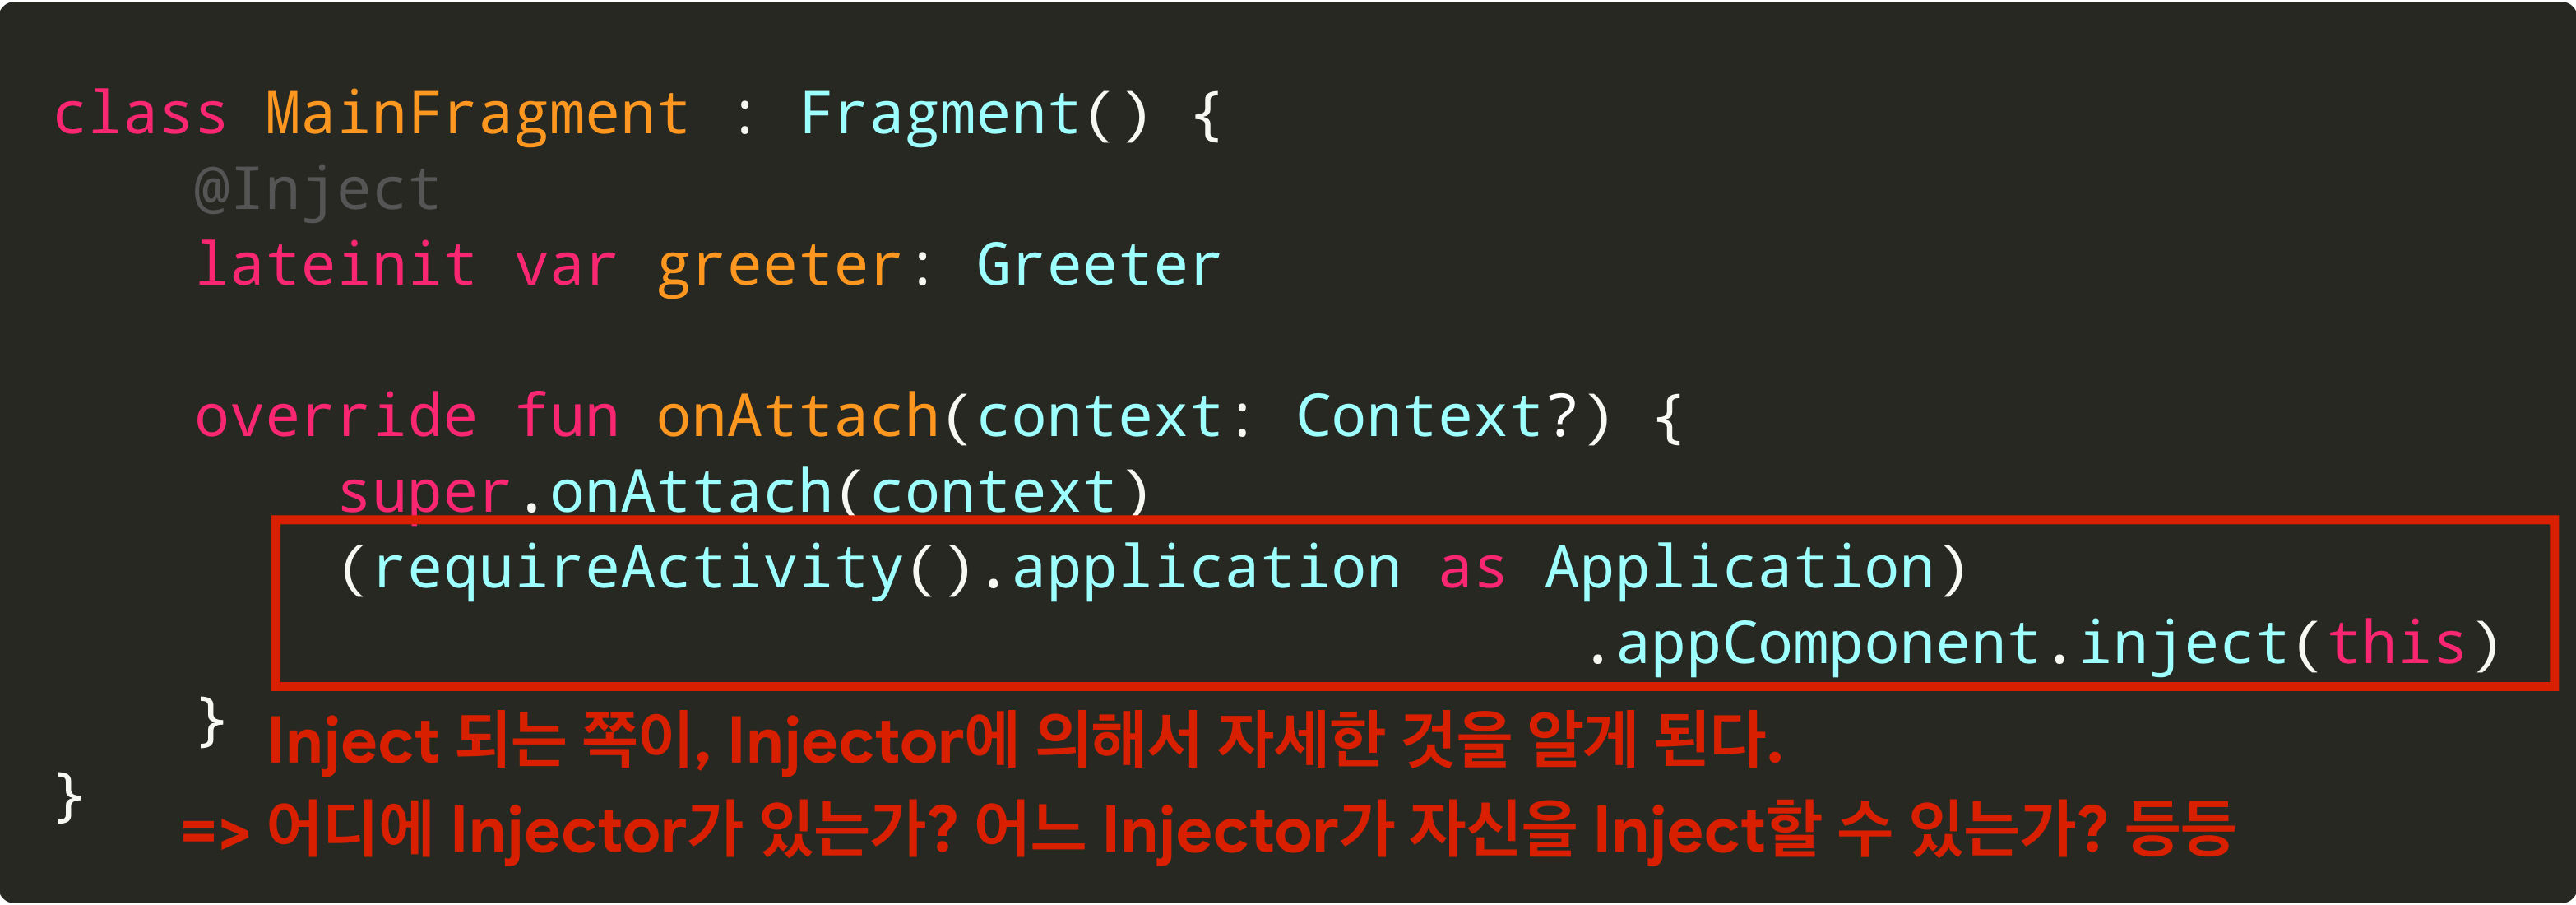 class MainFragment : Fragment() {
    @Inject
    lateinit var greeter: Greeter

    override fun onAttach(context: Context?) {
        super.onAttach(context)
        (requireActivity().application as Application)
                                           .appComponent.inject(this)
    }
Inject 되는 쪽이, Injector에 의해서 자세한 것을 알게 된다.
}
=> 어디에 Injector가 있는가? 어느 Injector가 자신을 Inject할 수 있는가? 등등